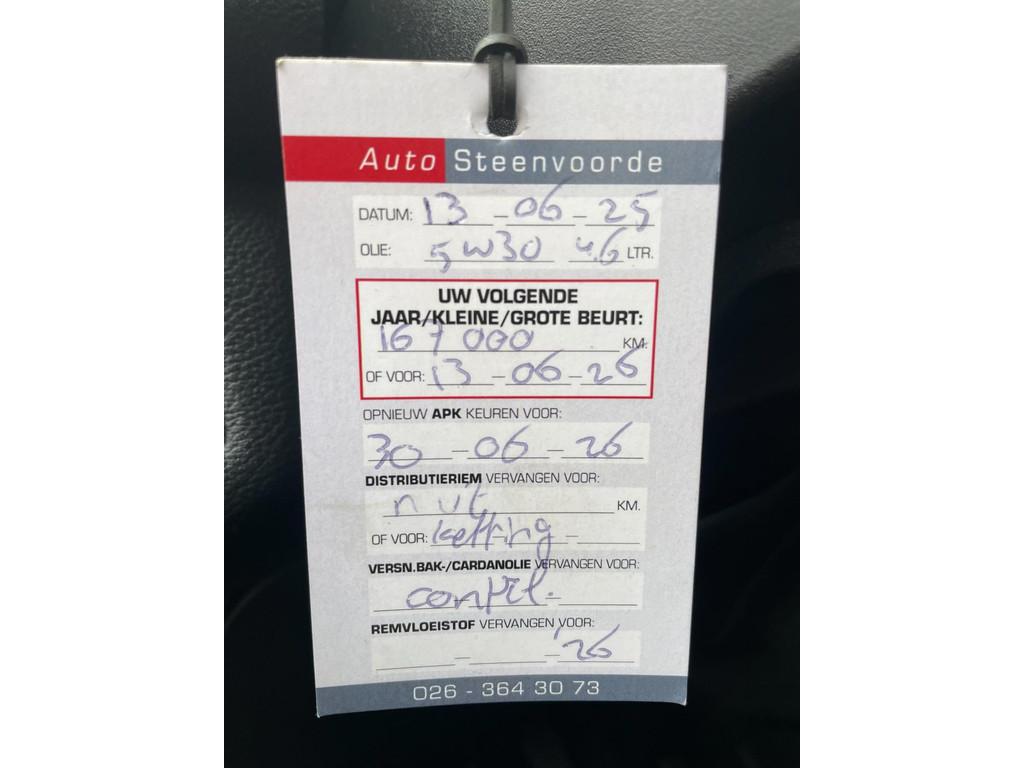 Auto Steenvoorde
DATUM: 13 - 06 - 25
OLIE: 5W30 4.6 LTR.
UW VOLGENDE
JAAR/KLEINE/GROTE BEURT:
167 000 KM.
OF VOOR: 13 - 06 - 26
OPNIEUW APK KEUREN VOOR:
30 - 06 - 26
DISTRIBUTIERIEM VERVANGEN VOOR:
KM.
OF VOOR: ketting -
VERSN.BAK-/CARDANOLIE VERVANGEN VOOR:
REMVLOEISTOF VERVANGEN VOOR:
- - '26
026 - 364 30 73